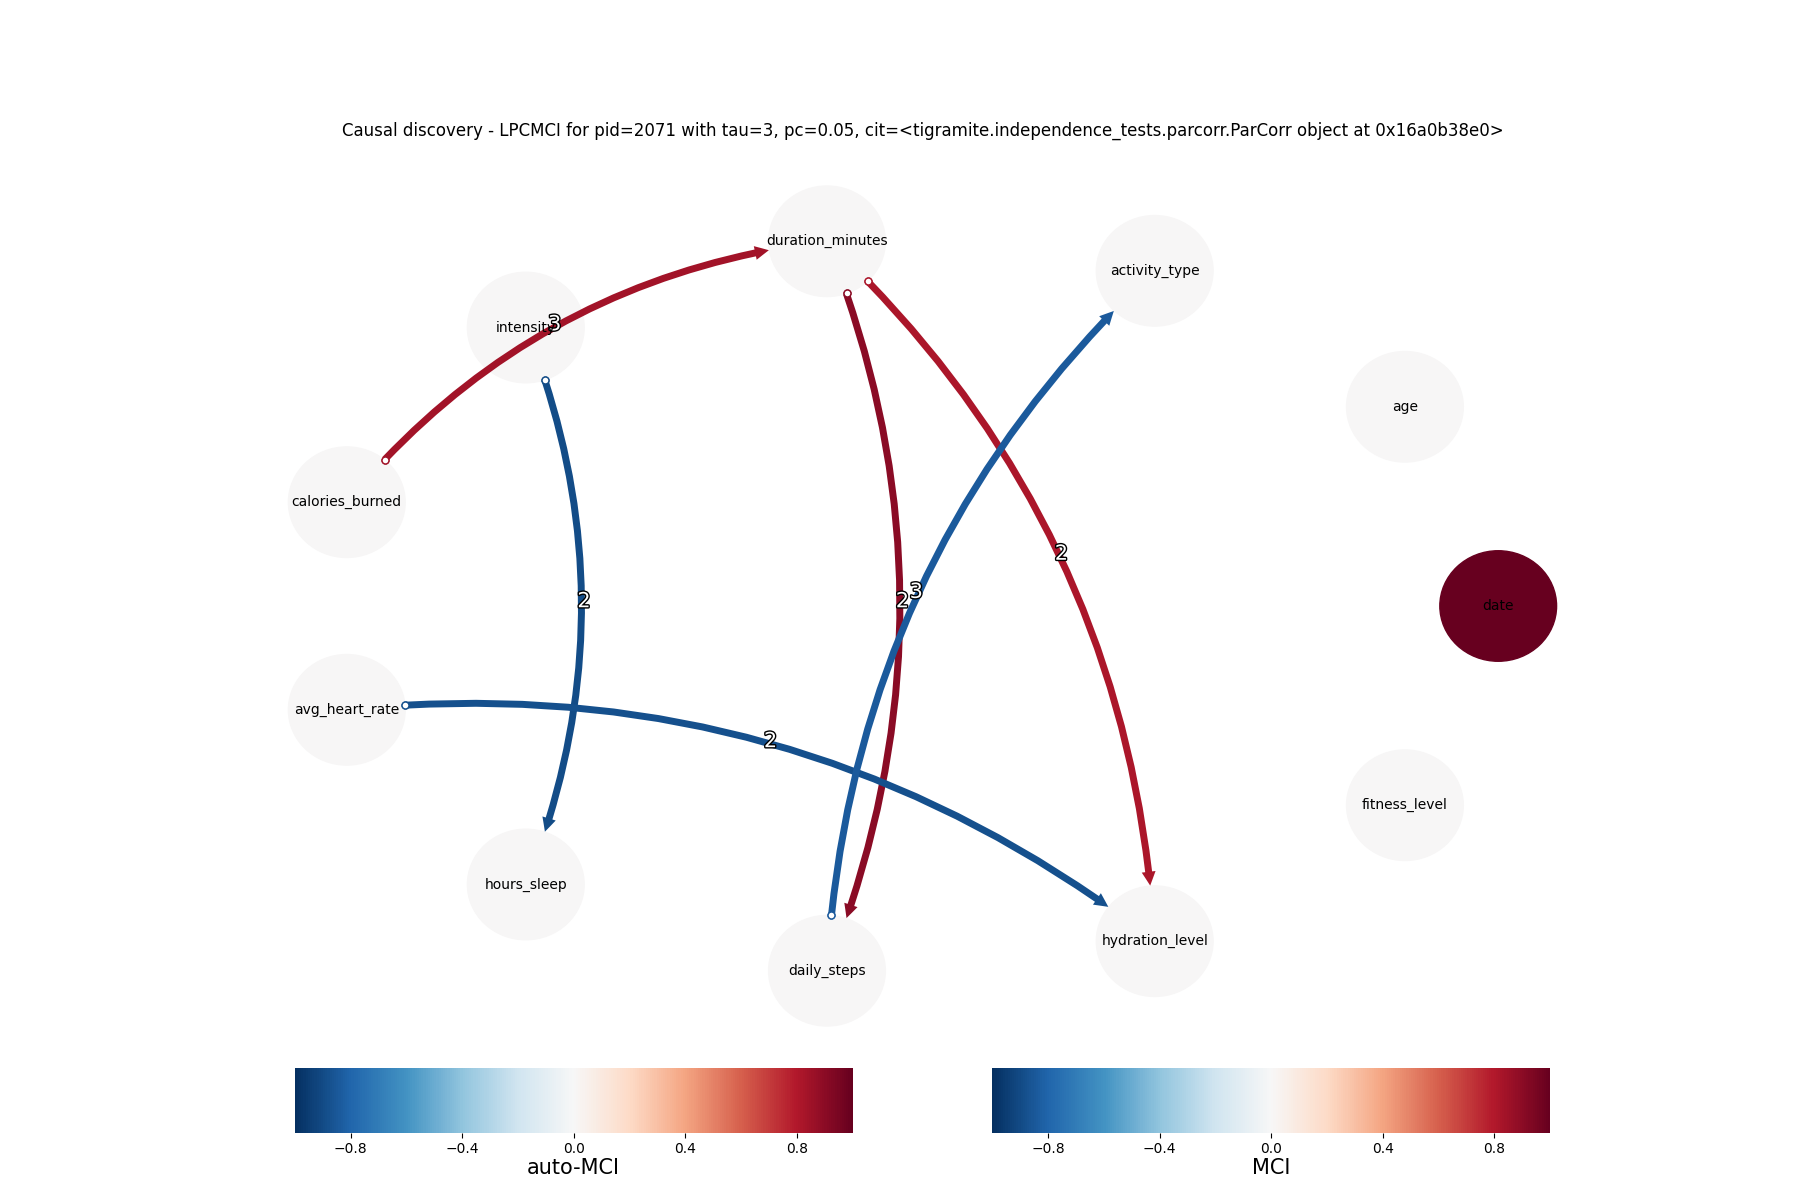 Causal discovery - LPCMCI for pid=2071 with tau=3, pc=0.05, cit=<tigramite.independence_tests.parcorr.ParCorr object at 0x16a0b38e0>
duration_minutes
activity_type
intensity
3
age
calories_burned
2
2
3
2
date
avg_heart_rate
2
fitness_level
hours_sleep
hydration_level
daily_steps
−0.8 −0.4 0.0 0.4 0.8
auto-MCI
−0.8 −0.4 0.0 0.4 0.8
MCI